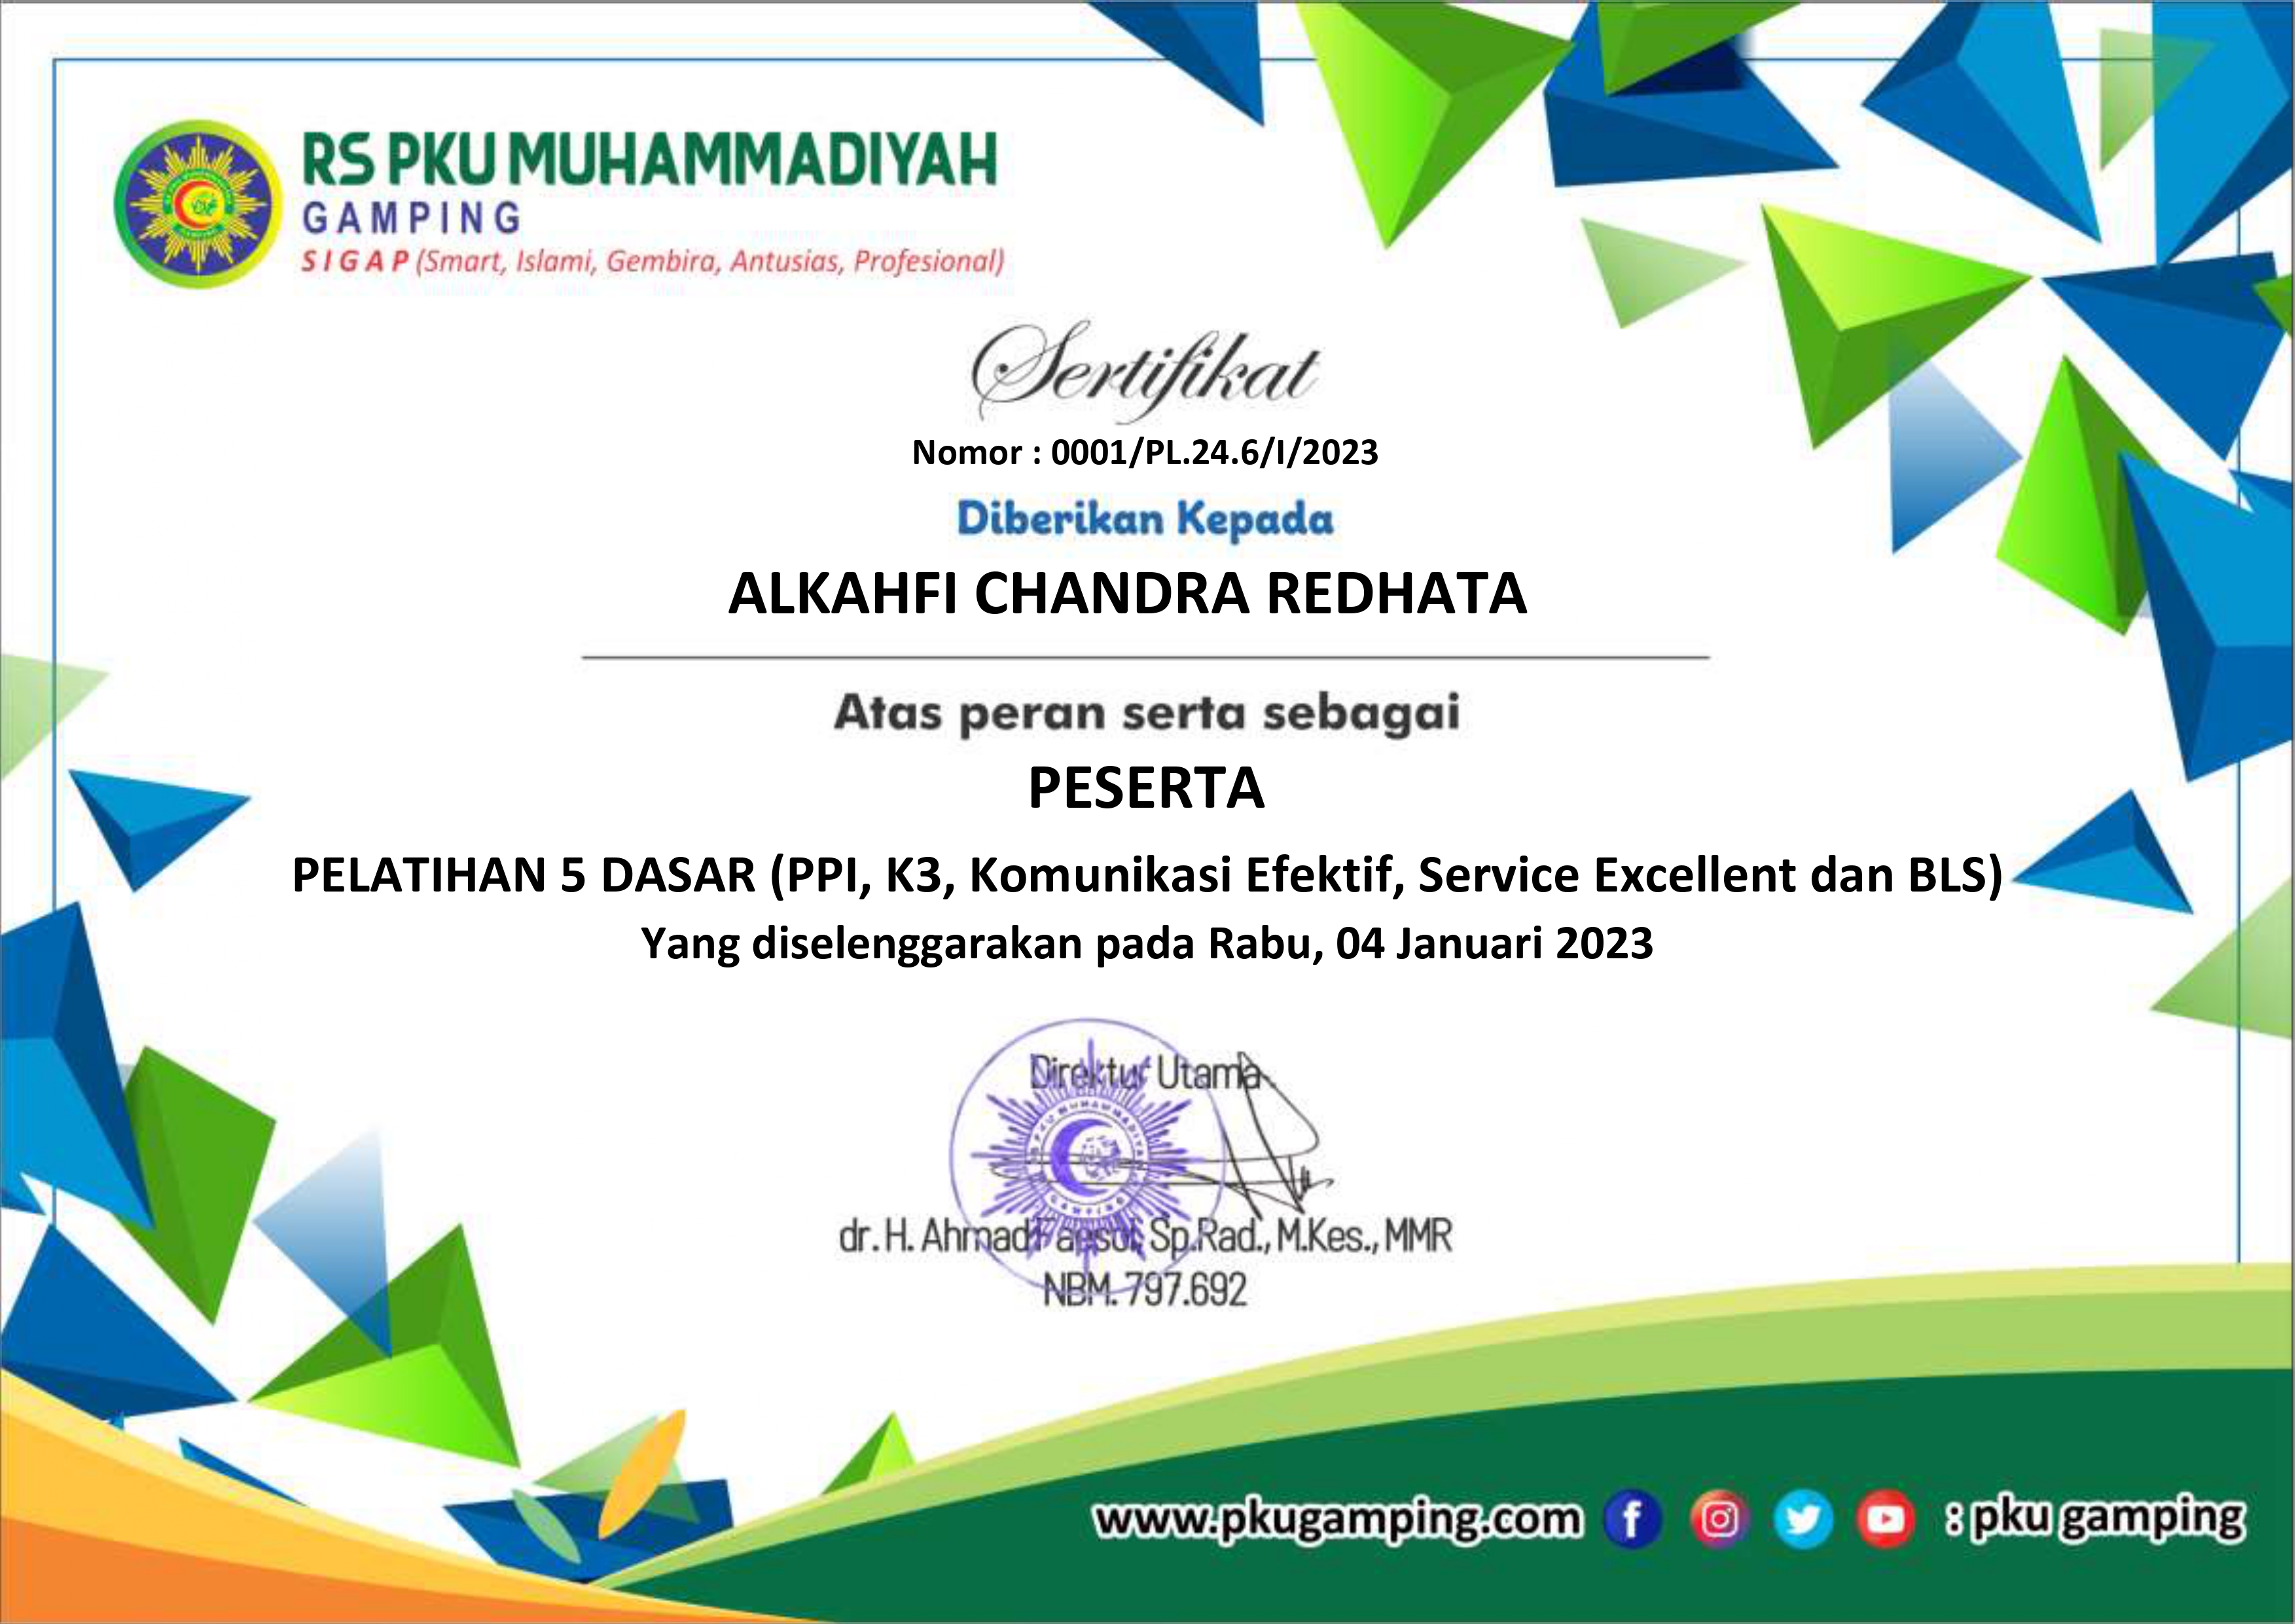 RS PKU MUHAMMADIYAH
GAMPING
SIGAP (Smart, Islami, Gembira, Antusias, Profesional)
Sertifikat
Nomor : 0001/PL.24.6/I/2023
Diberikan Kepada
ALKAHFI CHANDRA REDHATA
Atas peran serta sebagai
PESERTA
PELATIHAN 5 DASAR (PPI, K3, Komunikasi Efektif, Service Excellent dan BLS)
Yang diselenggarakan pada Rabu, 04 Januari 2023
Direktur Utama
dr. H. Ahmad Faesol, Sp.Rad., M.Kes., MMR
NBM. 797.692
www.pkugamping.com : pku gamping